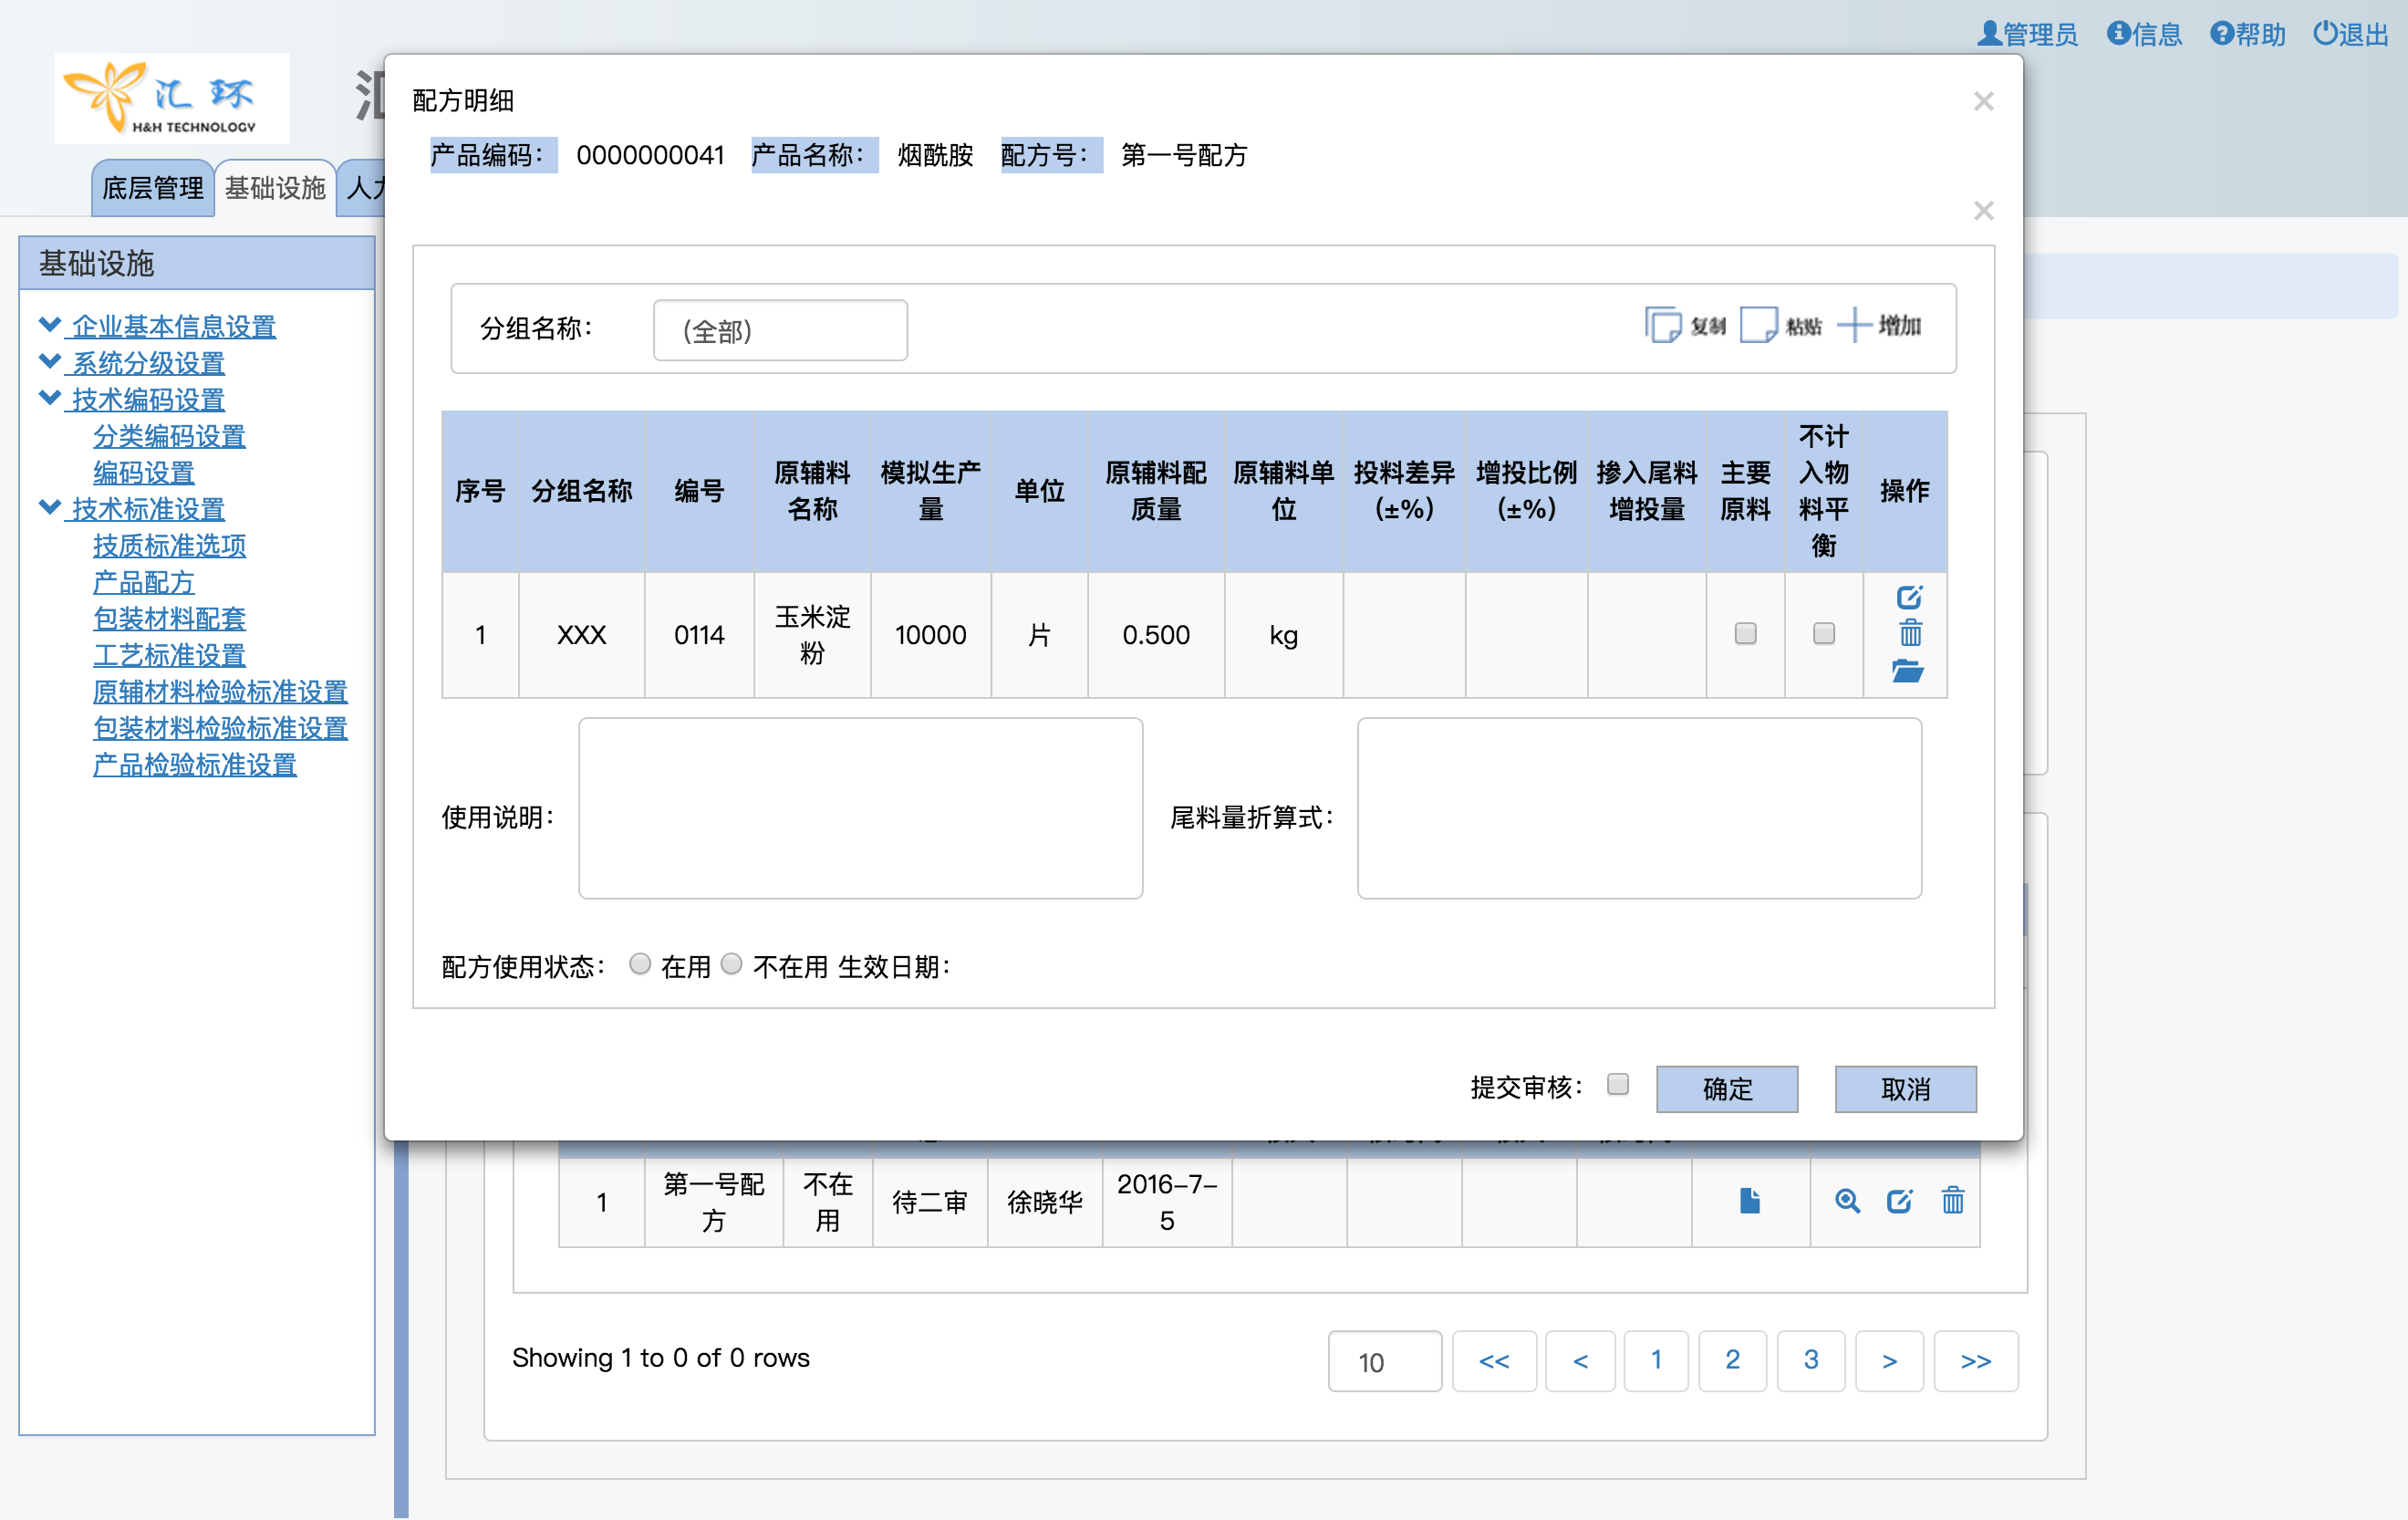 管理员 信息 帮助 退出
汇 环
H&H TECHNOLOGY
底层管理 基础设施
基础设施
企业基本信息设置
系统分级设置
技术编码设置
分类编码设置
编码设置
技术标准设置
技质标准选项
产品配方
包装材料配套
工艺标准设置
原辅材料检验标准设置
包装材料检验标准设置
产品检验标准设置
配方明细
×
产品编码： 0000000041 产品名称： 烟酰胺 配方号： 第一号配方
×
分组名称： (全部) 复制 粘贴 增加
序号 分组名称 编号 原辅料名称 模拟生产量 单位 原辅料配质量 原辅料单位 投料差异(±%) 增投比例(±%) 掺入尾料增投量 主要原料 不计入物料平衡 操作
1 XXX 0114 玉米淀粉 10000 片 0.500 kg
使用说明： 尾料量折算式：
配方使用状态： 在用 不在用 生效日期：
提交审核： 确定 取消
1 第一号配方 不在用 待二审 徐晓华 2016-7-5
Showing 1 to 0 of 0 rows 10 << < 1 2 3 > >>